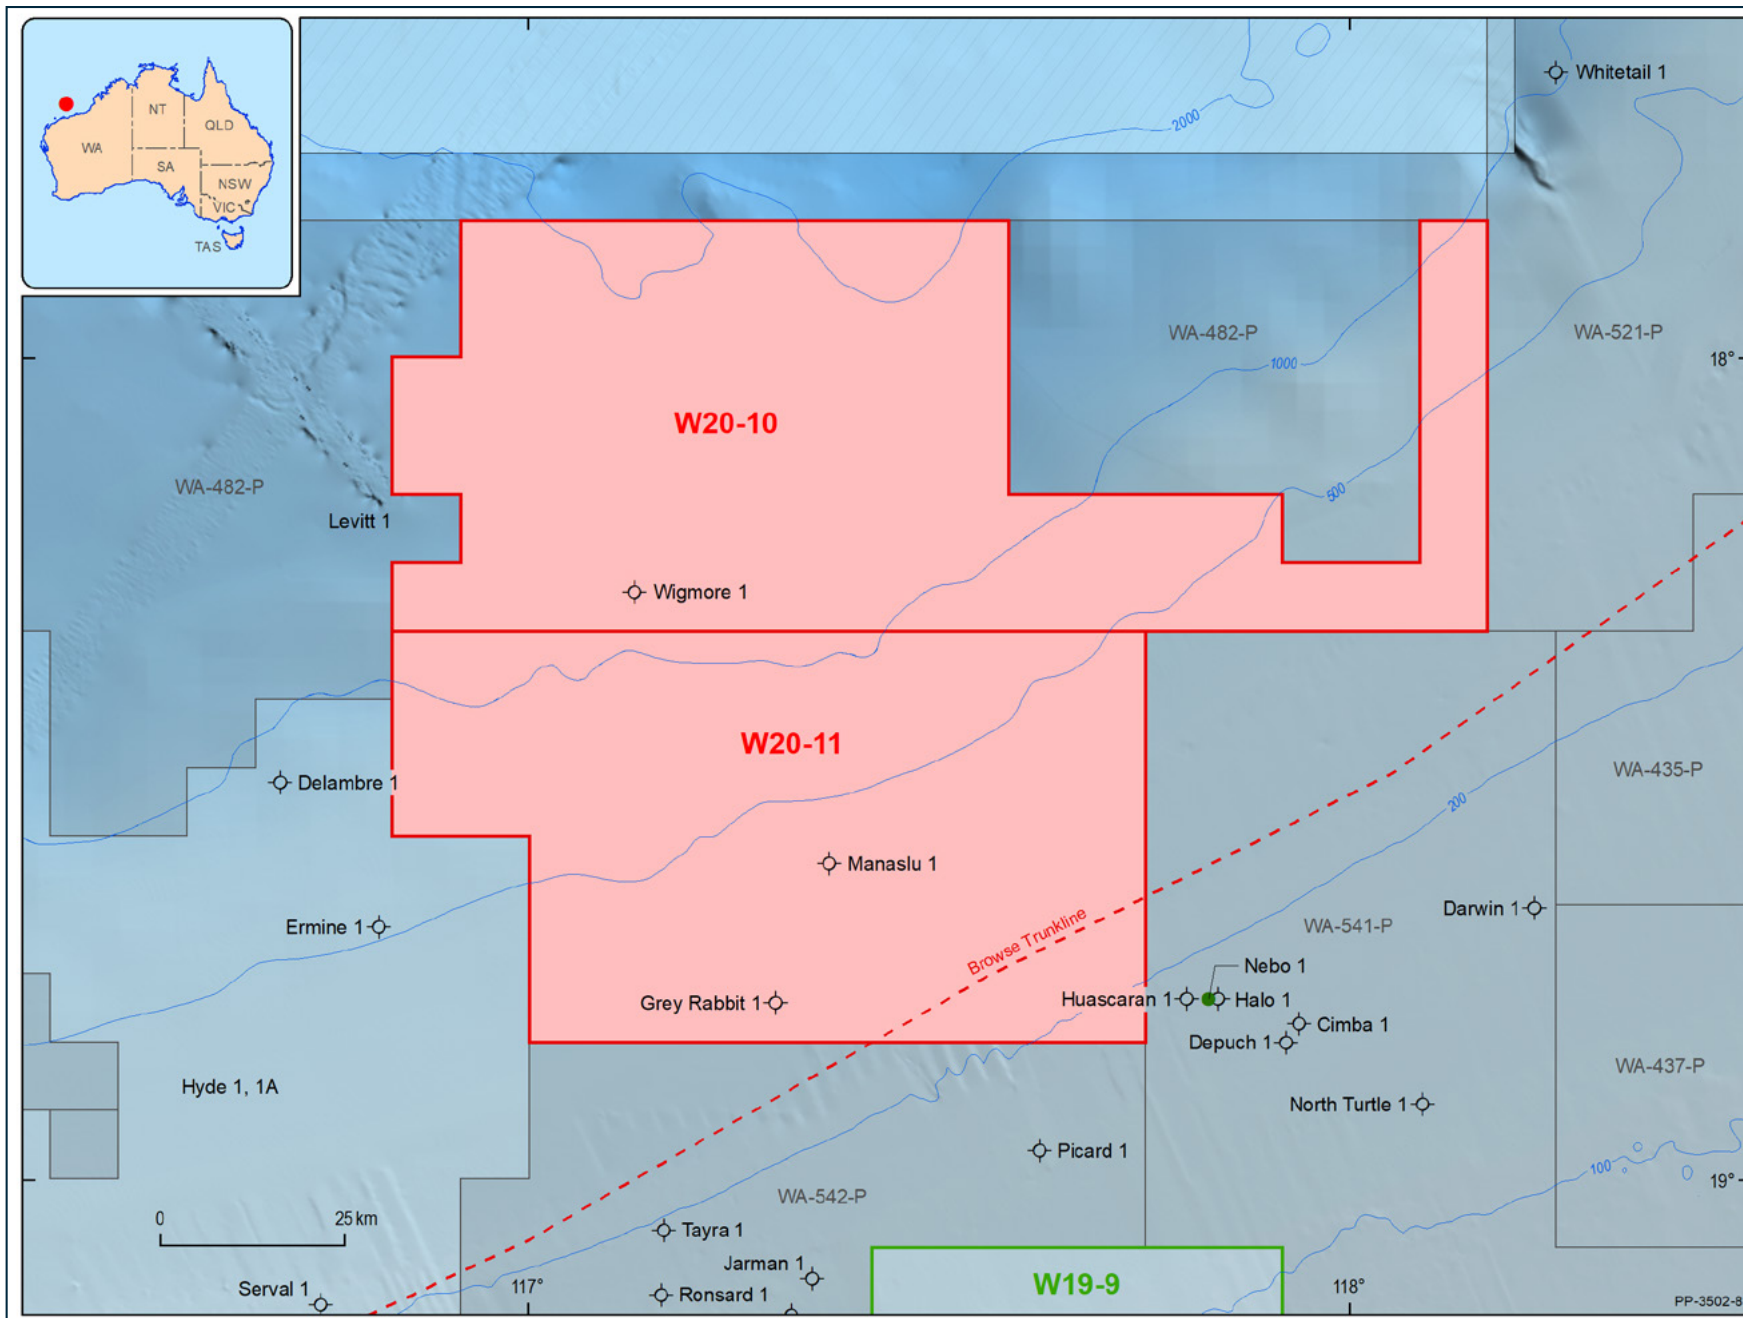 NT
QLD
WA
SA
NSW
VIC
TAS
Whitetail 1
2000
WA-482-P
WA-521-P
18°
1000
W20-10
WA-482-P
500
Levitt 1
Wigmore 1
W20-11
WA-435-P
Delambre 1
200
Manaslu 1
Darwin 1
Ermine 1
WA-541-P
Browse Trunkline
Nebo 1
Grey Rabbit 1
Huascaran 1
Halo 1
Cimba 1
Depuch 1
WA-437-P
Hyde 1, 1A
North Turtle 1
Picard 1
100
19°
WA-542-P
0
25 km
Tayra 1
Jarman 1
Serval 1
117°
Ronsard 1
W19-9
118°
PP-3502-8